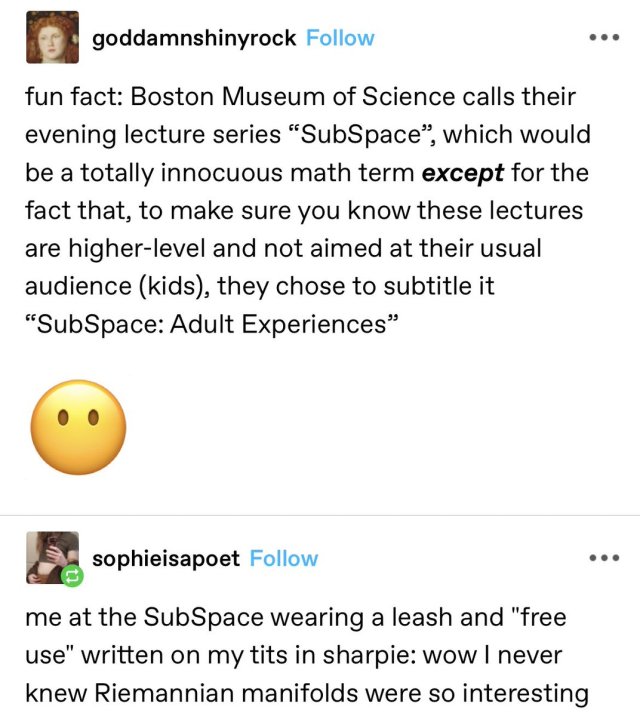 goddamnshinyrock Follow
fun fact: Boston Museum of Science calls their
evening lecture series “SubSpace”, which would
be a totally innocuous math term except for the
fact that, to make sure you know these lectures
are higher-level and not aimed at their usual
audience (kids), they chose to subtitle it
“SubSpace: Adult Experiences”
sophieisapoet Follow
me at the SubSpace wearing a leash and "free
use" written on my tits in sharpie: wow I never
knew Riemannian manifolds were so interesting